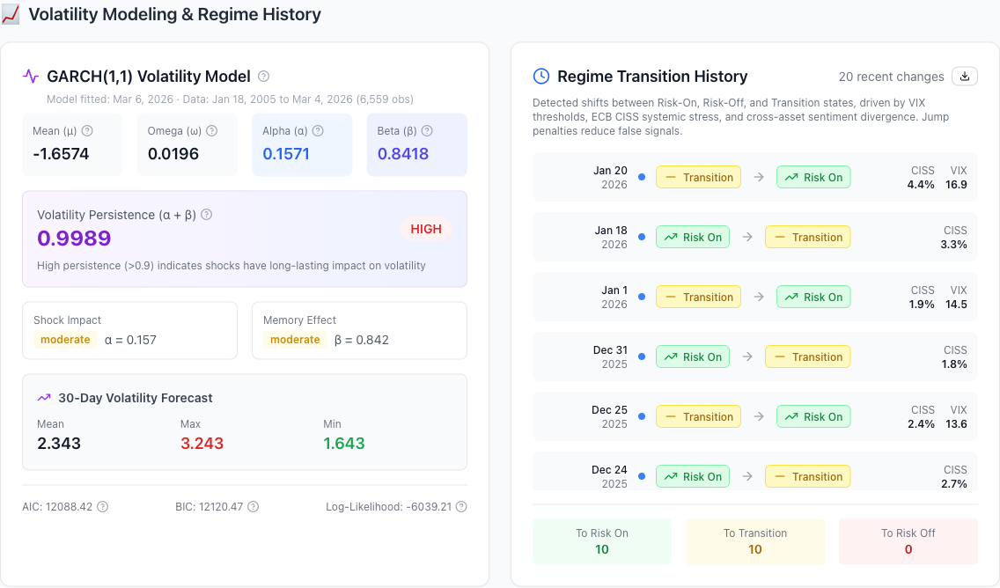 Volatility Modeling & Regime History
GARCH(1,1) Volatility Model
Model fitted: Mar 6, 2026 · Data: Jan 18, 2005 to Mar 4, 2026 (6,559 obs)
Mean (μ)
-1.6574
Omega (ω)
0.0196
Alpha (α)
0.1571
Beta (β)
0.8418
Volatility Persistence (α + β)
0.9989
HIGH
High persistence (>0.9) indicates shocks have long-lasting impact on volatility
Shock Impact
moderate α = 0.157
Memory Effect
moderate β = 0.842
30-Day Volatility Forecast
Mean
2.343
Max
3.243
Min
1.643
AIC: 12088.42
BIC: 12120.47
Log-Likelihood: -6039.21
Regime Transition History
20 recent changes
Detected shifts between Risk-On, Risk-Off, and Transition states, driven by VIX
thresholds, ECB CISS systemic stress, and cross-asset sentiment divergence. Jump
penalties reduce false signals.
Jan 20
2026
— Transition → Risk On
CISS VIX
4.4% 16.9
Jan 18
2026
Risk On → — Transition
CISS
3.3%
Jan 1
2026
— Transition → Risk On
CISS VIX
1.9% 14.5
Dec 31
2025
Risk On → — Transition
CISS
1.8%
Dec 25
2025
— Transition → Risk On
CISS VIX
2.4% 13.6
Dec 24
2025
Risk On → — Transition
CISS
2.7%
To Risk On
10
To Transition
10
To Risk Off
0